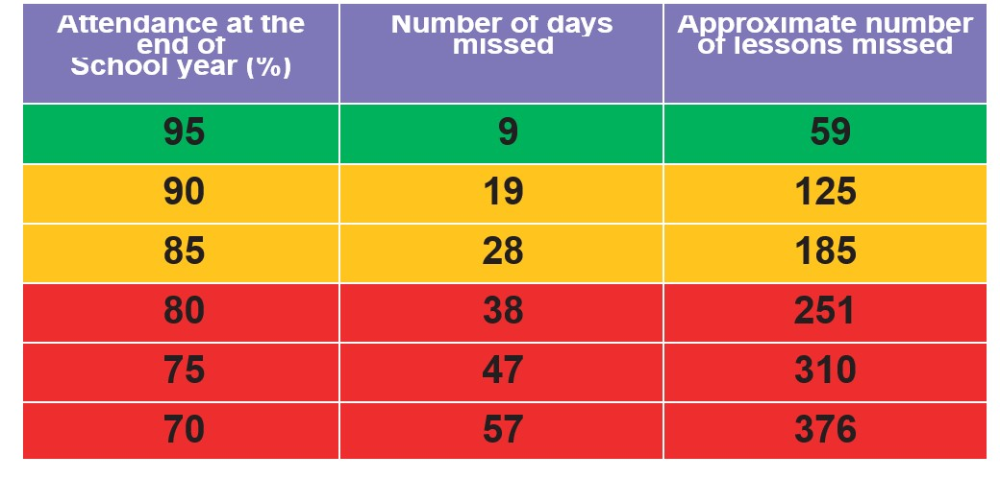 Attendance at the
end of
School year (%)
Number of days
missed
Approximate number
of lessons missed
95 9 59
90 19 125
85 28 185
80 38 251
75 47 310
70 57 376